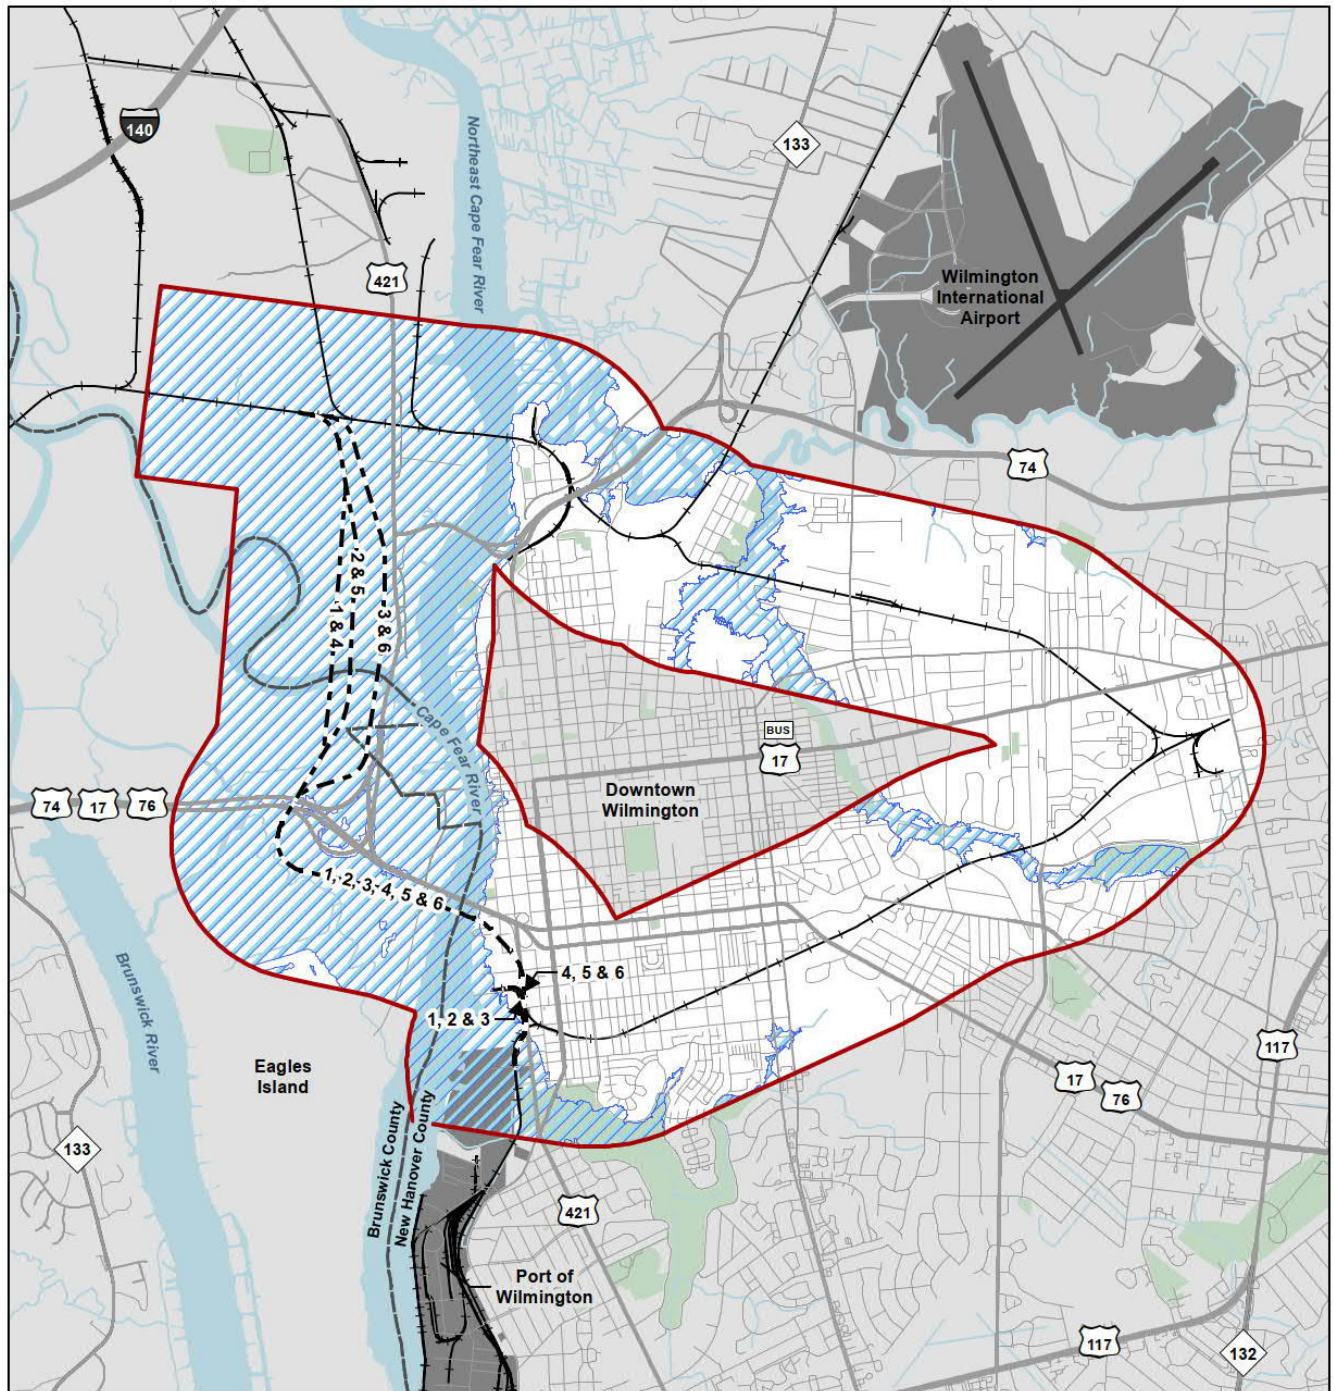 140
Northeast Cape Fear River
133
421
Wilmington
International
Airport
74
2 & 5
1 & 4
3 & 6
Cape Fear River
BUS
17
74
17
76
Downtown
Wilmington
1, 2, 3, 4, 5 & 6
4, 5 & 6
1, 2 & 3
Brunswick River
Eagles
Island
117
17
76
133
Brunswick County
New Hanover County
421
Port of
Wilmington
117
132